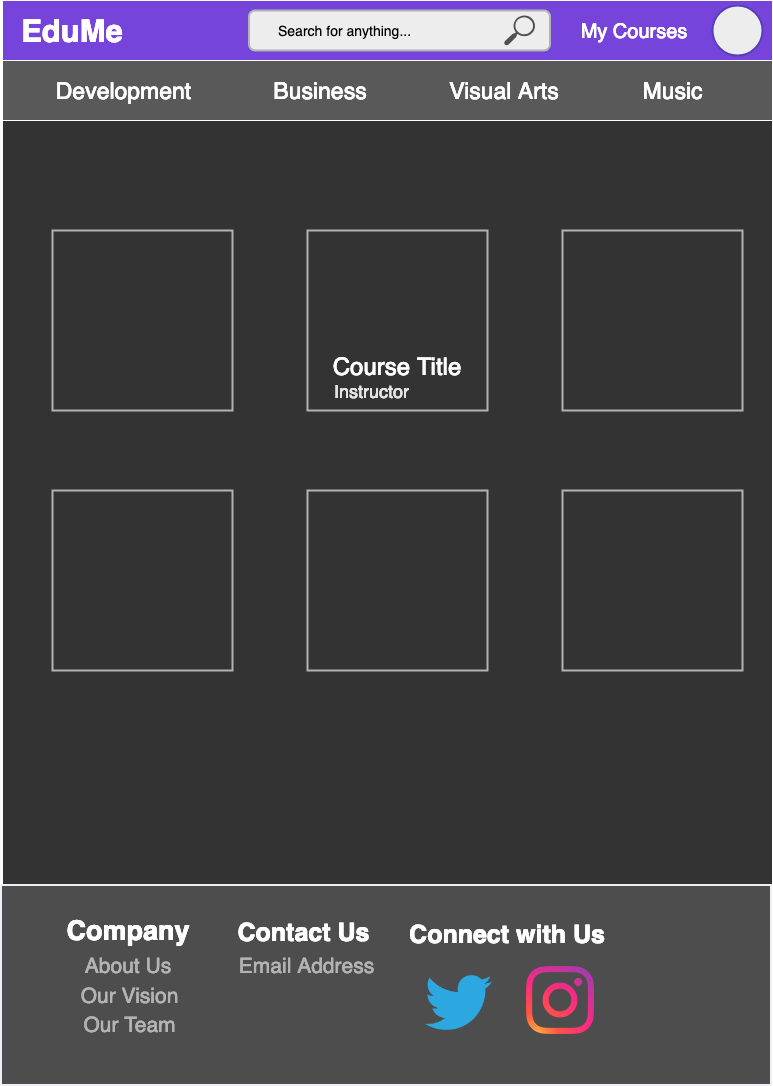 EduMe
Search for anything...
My Courses
Development
Business
Visual Arts
Music
Course Title
Instructor
Company
About Us
Our Vision
Our Team
Contact Us
Email Address
Connect with Us